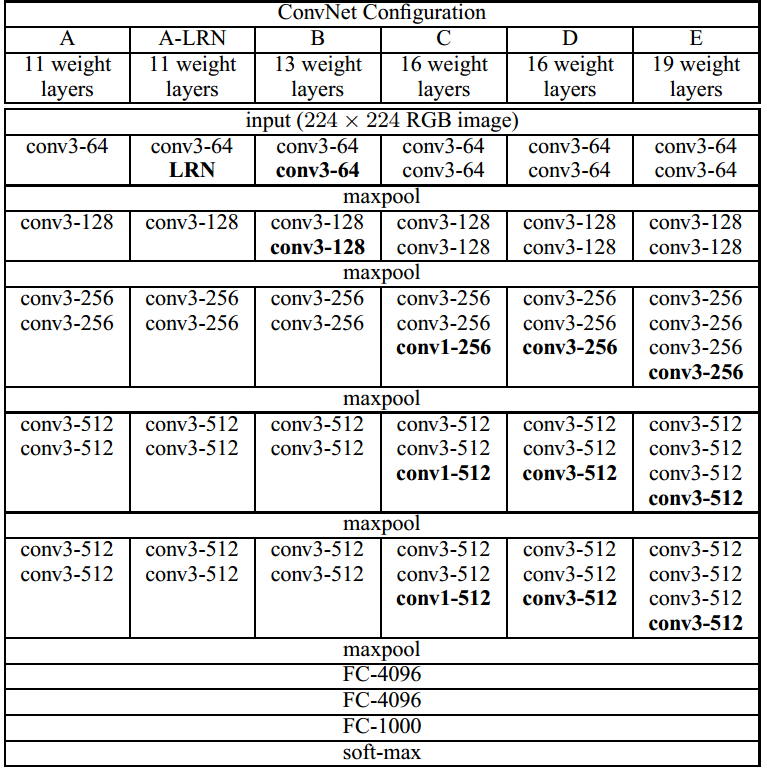 ConvNet Configuration
A A-LRN B C D E
11 weight 11 weight 13 weight 16 weight 16 weight 19 weight
layers layers layers layers layers layers
input (224 × 224 RGB image)
conv3-64 conv3-64 conv3-64 conv3-64 conv3-64 conv3-64
LRN conv3-64 conv3-64 conv3-64 conv3-64
maxpool
conv3-128 conv3-128 conv3-128 conv3-128 conv3-128 conv3-128
conv3-128 conv3-128 conv3-128 conv3-128
maxpool
conv3-256 conv3-256 conv3-256 conv3-256 conv3-256 conv3-256
conv3-256 conv3-256 conv3-256 conv3-256 conv3-256 conv3-256
conv1-256 conv3-256 conv3-256
conv3-256
maxpool
conv3-512 conv3-512 conv3-512 conv3-512 conv3-512 conv3-512
conv3-512 conv3-512 conv3-512 conv3-512 conv3-512 conv3-512
conv1-512 conv3-512 conv3-512
conv3-512
maxpool
conv3-512 conv3-512 conv3-512 conv3-512 conv3-512 conv3-512
conv3-512 conv3-512 conv3-512 conv3-512 conv3-512 conv3-512
conv1-512 conv3-512 conv3-512
conv3-512
maxpool
FC-4096
FC-4096
FC-1000
soft-max